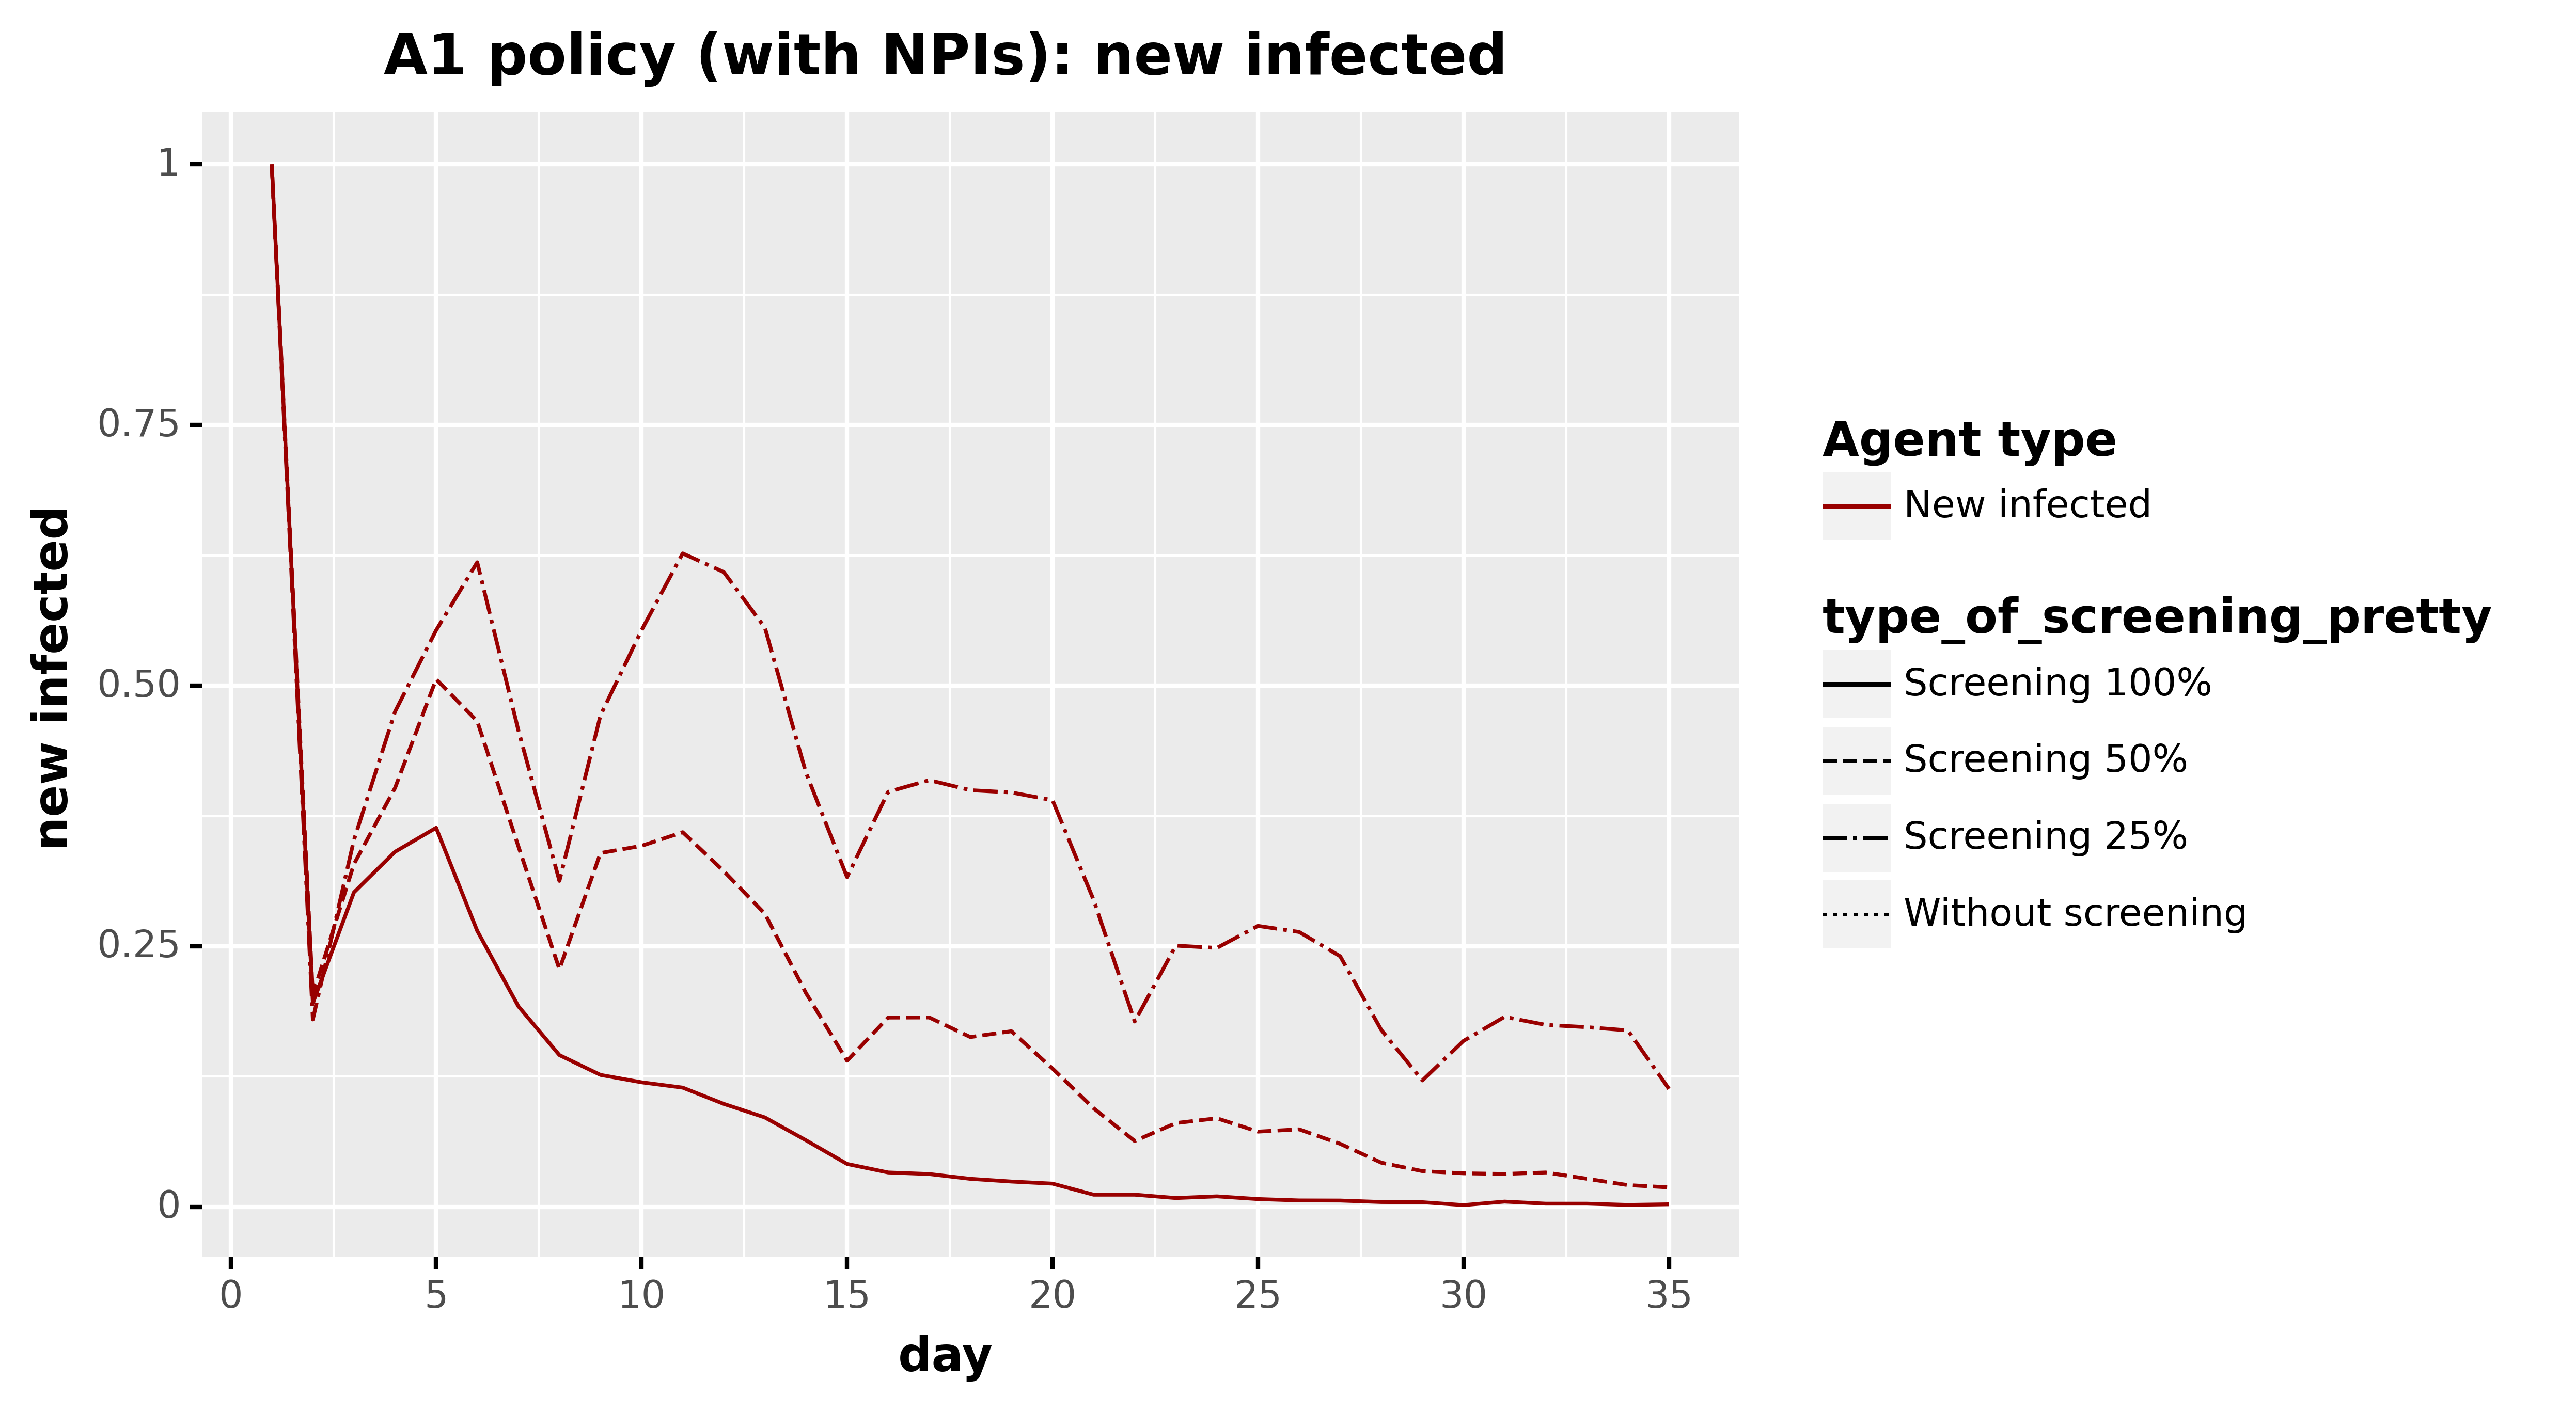 A1 policy (with NPIs): new infected
new infected
1
0.75
0.50
0.25
0
0 5 10 15 20 25 30 35
day
Agent type
New infected
type_of_screening_pretty
Screening 100%
Screening 50%
Screening 25%
Without screening